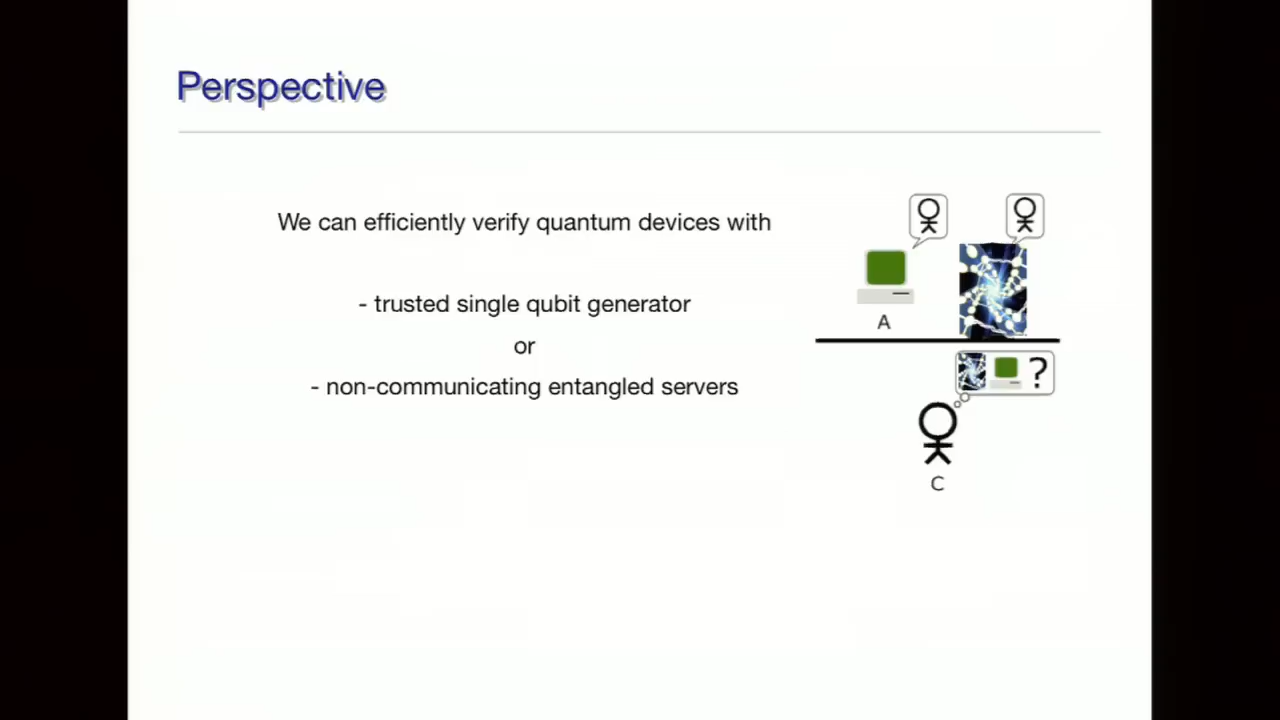 Perspective
We can efficiently verify quantum devices with
- trusted single qubit generator
or
- non-communicating entangled servers
A
?
C